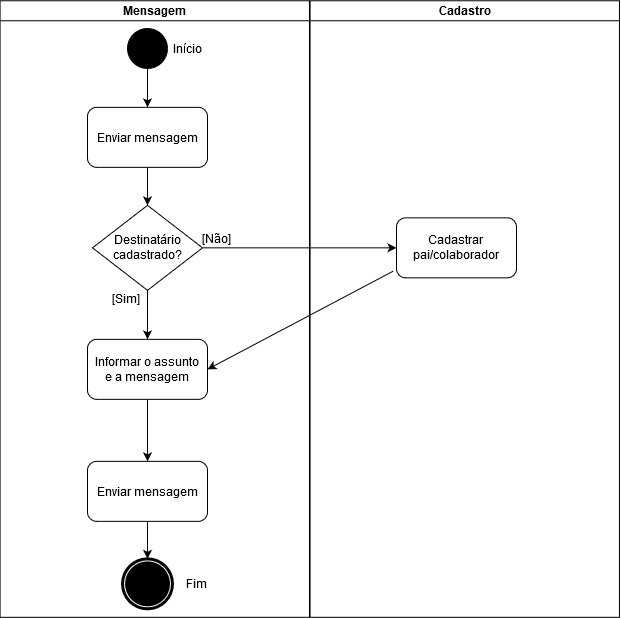 Mensagem
Cadastro
Início
Enviar mensagem
Destinatário
cadastrado?
[Não]
Cadastrar
pai/colaborador
[Sim]
Informar o assunto
e a mensagem
Enviar mensagem
Fim